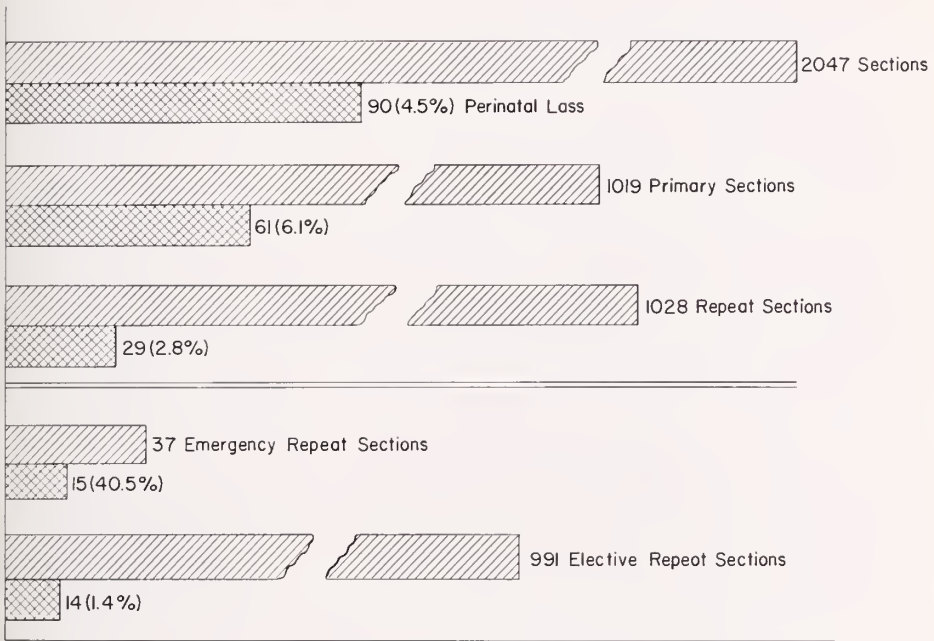 2047 Sections
90(4.5%) Perinatal Lass
1019 Primary Sections
61(6.1%)
1028 Repeat Sections
29(2.8%)
37 Emergency Repeat Sections
15(40.5%)
991 Elective Repeot Sections
14(1.4%)